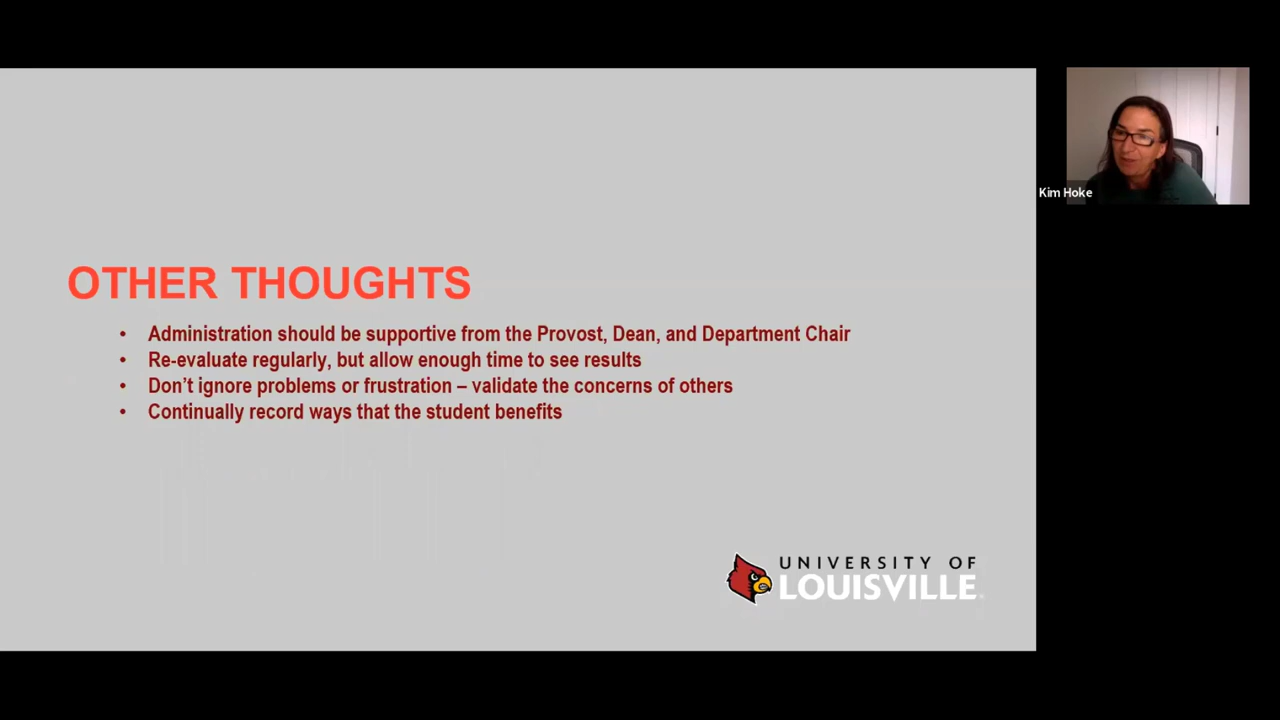 OTHER THOUGHTS
• Administration should be supportive from the Provost, Dean, and Department Chair
• Re-evaluate regularly, but allow enough time to see results
• Don’t ignore problems or frustration – validate the concerns of others
• Continually record ways that the student benefits
UNIVERSITY OF
LOUISVILLE
Kim Hoke